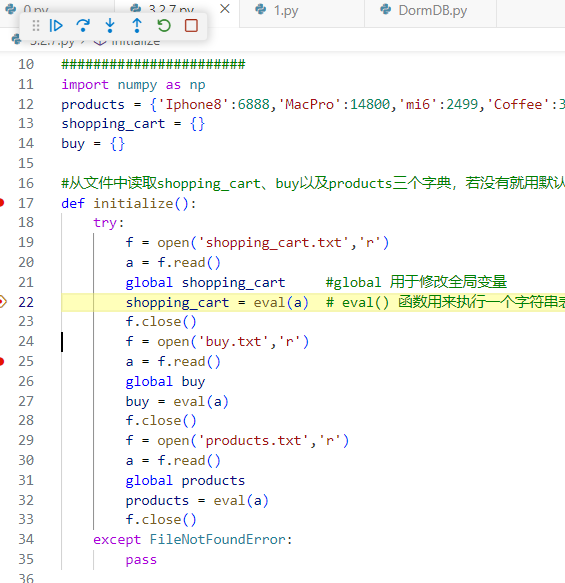 0.py 3.2.7.py 1.py DormDB.py
3.2.7.py > initialize
10 #######################
11 import numpy as np
12 products = {'Iphone8':6888,'MacPro':14800,'mi6':2499,'Coffee':3
13 shopping_cart = {}
14 buy = {}
15
16 #从文件中读取shopping_cart、buy以及products三个字典，若没有就用默认
17 def initialize():
18 try:
19 f = open('shopping_cart.txt','r')
20 a = f.read()
21 global shopping_cart #global 用于修改全局变量
22 shopping_cart = eval(a) # eval() 函数用来执行一个字符串表
23 f.close()
24 f = open('buy.txt','r')
25 a = f.read()
26 global buy
27 buy = eval(a)
28 f.close()
29 f = open('products.txt','r')
30 a = f.read()
31 global products
32 products = eval(a)
33 f.close()
34 except FileNotFoundError:
35 pass
36